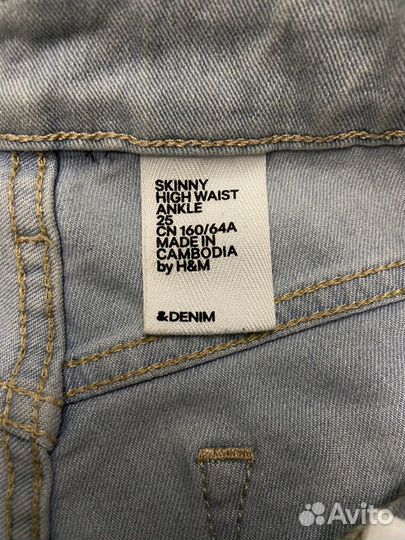 SKINNY
HIGH WAIST
ANKLE
25
CN 160/64A
MADE IN
CAMBODIA
by H&M
&DENIM
Avito